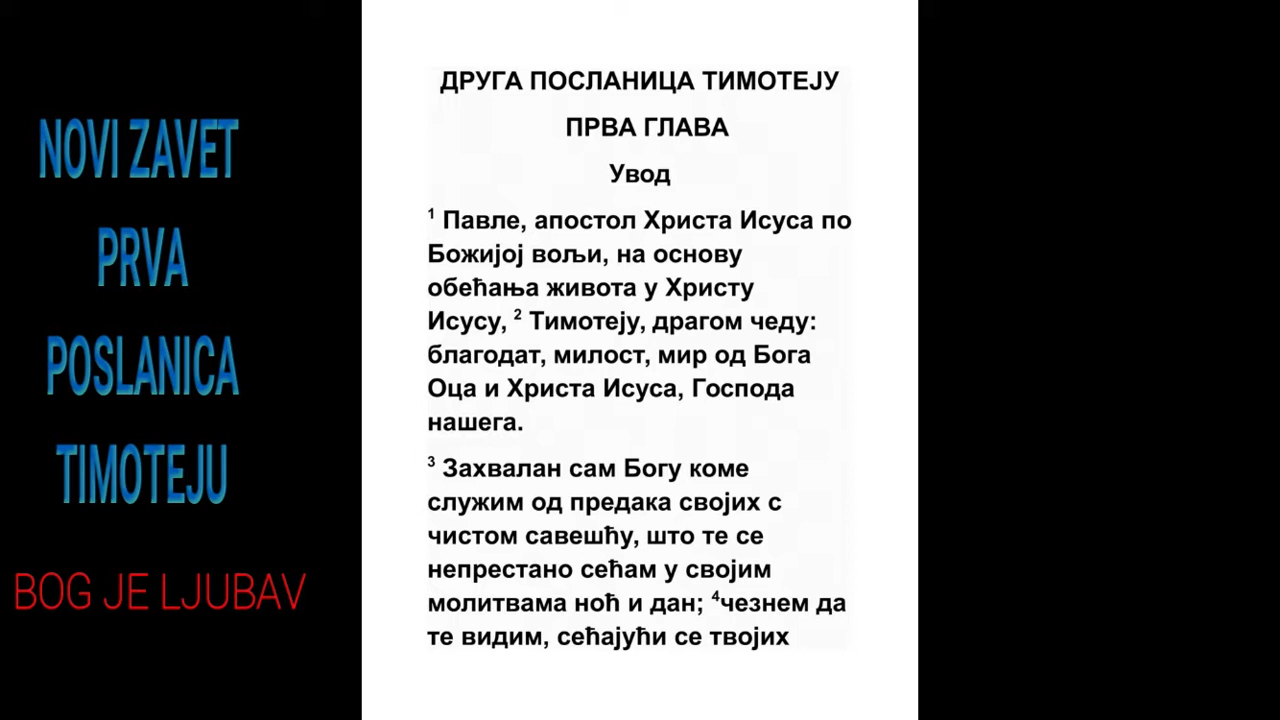 NOVI ZAVET
PRVA
POSLANICA
TIMOTEJU
BOG JE LJUBAV
ДРУГА ПОСЛАНИЦА ТИМОТЕЈУ
ПРВА ГЛАВА
Увод
1 Павле, апостол Христа Исуса по
Божијој вољи, на основу
обећања живота у Христу
Исусу, 2 Тимотеју, драгом чеду:
благодат, милост, мир од Бога
Оца и Христа Исуса, Господа
нашега.
3 Захвалан сам Богу коме
служим од предака својих с
чистом савешћу, што те се
непрестано сећам у својим
молитвама ноћ и дан; 4чезнем да
те видим, сећајући се твојих